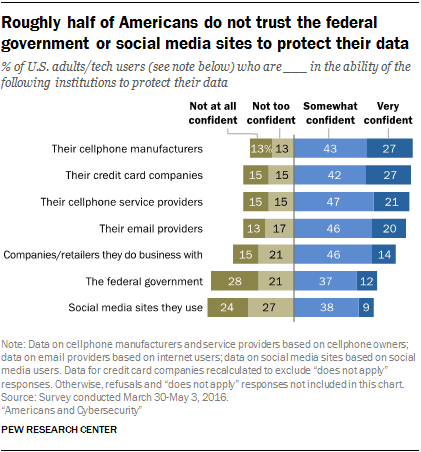 Roughly half of Americans do not trust the federal
government or social media sites to protect their data
% of U.S. adults/tech users (see note below) who are ___ in the ability of the
following institutions to protect their data
Not at all confident Not too confident Somewhat confident Very confident
Their cellphone manufacturers 13% 13 43 27
Their credit card companies 15 15 42 27
Their cellphone service providers 15 15 47 21
Their email providers 13 17 46 20
Companies/retailers they do business with 15 21 46 14
The federal government 28 21 37 12
Social media sites they use 24 27 38 9
Note: Data on cellphone manufacturers and service providers based on cellphone owners;
data on email providers based on internet users; data on social media sites based on social
media users. Data for credit card companies recalculated to exclude “does not apply”
responses. Otherwise, refusals and “does not apply” responses not included in this chart.
Source: Survey conducted March 30-May 3, 2016.
“Americans and Cybersecurity”
PEW RESEARCH CENTER